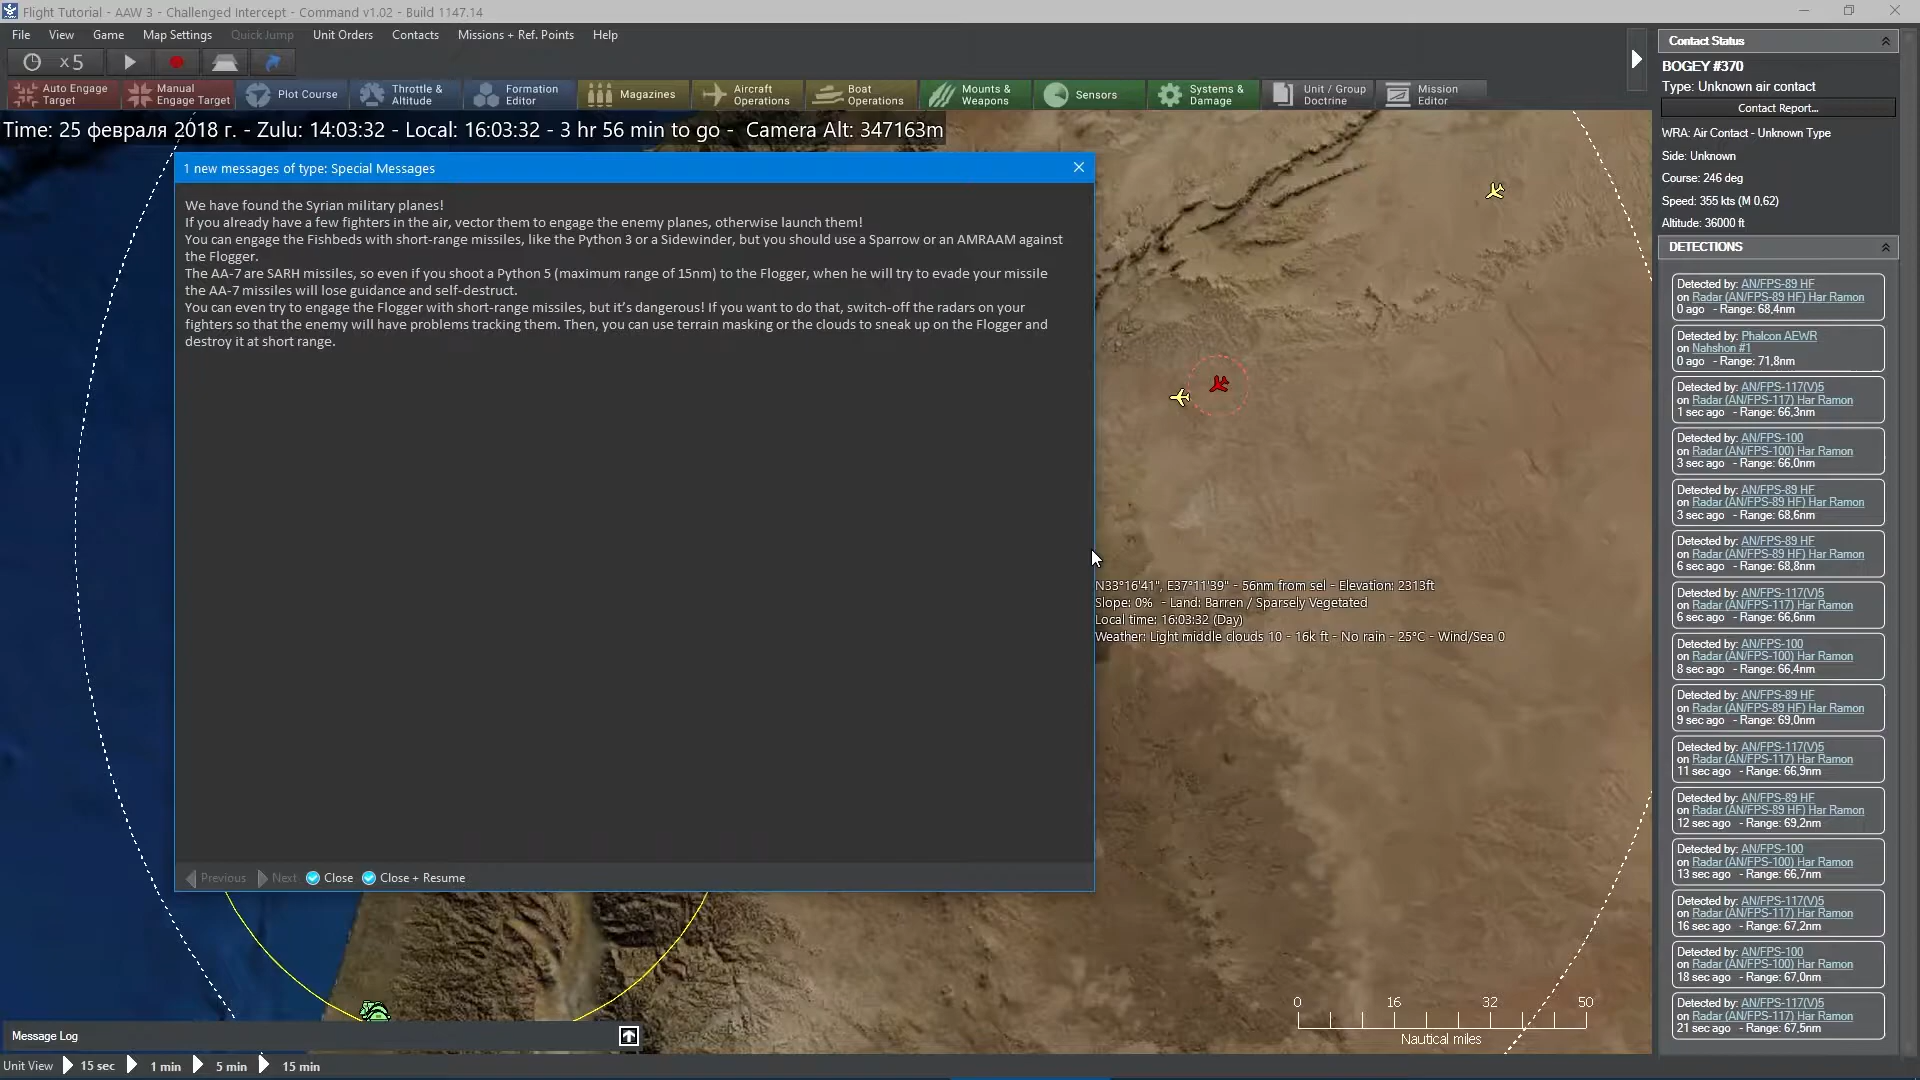 Flight Tutorial - AAW 3 - Challenged Intercept - Command v1.02 - Build 1147.14
File View Game Map Settings Quick Jump Unit Orders Contacts Missions + Ref. Points Help
x5
Auto Engage Target
Manual Engage Target
Plot Course
Throttle & Altitude
Formation Editor
Magazines
Aircraft Operations
Boat Operations
Mounts & Weapons
Sensors
Systems & Damage
Unit / Group Doctrine
Mission Editor
Time: 25 февраля 2018 г. - Zulu: 14:03:32 - Local: 16:03:32 - 3 hr 56 min to go - Camera Alt: 347163m
1 new messages of type: Special Messages
We have found the Syrian military planes!
If you already have a few fighters in the air, vector them to engage the enemy planes, otherwise launch them!
You can engage the Fishbeds with short-range missiles, like the Python 3 or a Sidewinder, but you should use a Sparrow or an AMRAAM against
the Flogger.
The AA-7 are SARH missiles, so even if you shoot a Python 5 (maximum range of 15nm) to the Flogger, when he will try to evade your missile
the AA-7 missiles will lose guidance and self-destruct.
You can even try to engage the Flogger with short-range missiles, but it's dangerous! If you want to do that, switch-off the radars on your
fighters so that the enemy will have problems tracking them. Then, you can use terrain masking or the clouds to sneak up on the Flogger and
destroy it at short range.
Previous Next Close Close + Resume
N33°16'41", E37°11'39" - 56nm from sel - Elevation: 2313ft
Slope: 0% - Land: Barren / Sparsely Vegetated
Local time: 16:03:32 (Day)
Weather: Light middle clouds 10 - 16k ft - No rain - 25°C - Wind/Sea 0
0 16 32 50
Nautical miles
Message Log
Unit View 15 sec 1 min 5 min 15 min
Contact Status
BOGEY #370
Type: Unknown air contact
Contact Report...
WRA: Air Contact - Unknown Type
Side: Unknown
Course: 246 deg
Speed: 355 kts (M 0,62)
Altitude: 36000 ft
DETECTIONS
Detected by: AN/FPS-89 HF
on Radar (AN/FPS-89 HF) Har Ramon
0 ago - Range: 68,4nm
Detected by: Phalcon AEWR
on Nahshon #1
0 ago - Range: 71,8nm
Detected by: AN/FPS-117(V)5
on Radar (AN/FPS-117) Har Ramon
1 sec ago - Range: 66,3nm
Detected by: AN/FPS-100
on Radar (AN/FPS-100) Har Ramon
3 sec ago - Range: 66,0nm
Detected by: AN/FPS-89 HF
on Radar (AN/FPS-89 HF) Har Ramon
3 sec ago - Range: 68,6nm
Detected by: AN/FPS-89 HF
on Radar (AN/FPS-89 HF) Har Ramon
6 sec ago - Range: 68,8nm
Detected by: AN/FPS-117(V)5
on Radar (AN/FPS-117) Har Ramon
6 sec ago - Range: 66,6nm
Detected by: AN/FPS-100
on Radar (AN/FPS-100) Har Ramon
8 sec ago - Range: 66,4nm
Detected by: AN/FPS-89 HF
on Radar (AN/FPS-89 HF) Har Ramon
9 sec ago - Range: 69,0nm
Detected by: AN/FPS-117(V)5
on Radar (AN/FPS-117) Har Ramon
11 sec ago - Range: 66,9nm
Detected by: AN/FPS-89 HF
on Radar (AN/FPS-89 HF) Har Ramon
12 sec ago - Range: 69,2nm
Detected by: AN/FPS-100
on Radar (AN/FPS-100) Har Ramon
13 sec ago - Range: 66,7nm
Detected by: AN/FPS-117(V)5
on Radar (AN/FPS-117) Har Ramon
16 sec ago - Range: 67,2nm
Detected by: AN/FPS-100
on Radar (AN/FPS-100) Har Ramon
18 sec ago - Range: 67,0nm
Detected by: AN/FPS-117(V)5
on Radar (AN/FPS-117) Har Ramon
21 sec ago - Range: 67,5nm